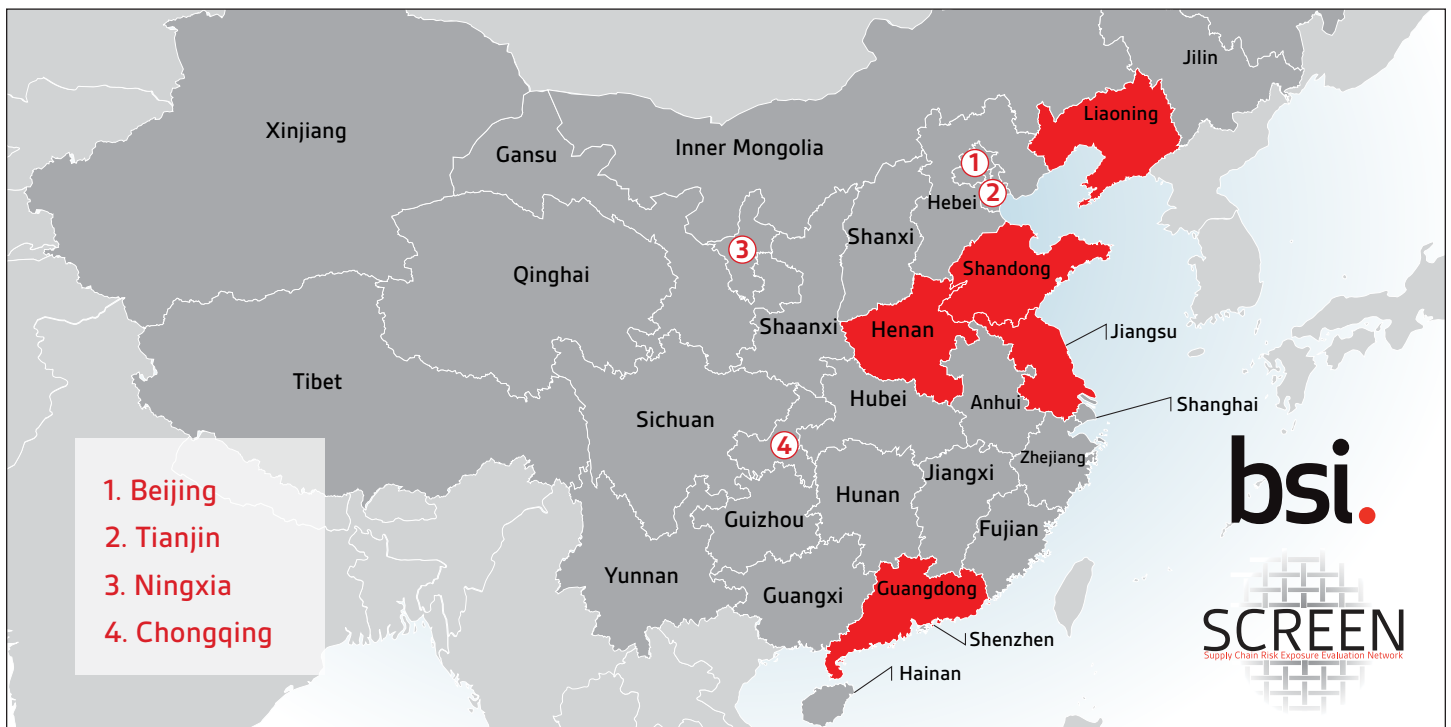 Jilin
Liaoning
Xinjiang
Gansu
Inner Mongolia
1
2
Hebei
Shanxi
3
Qinghai
Shandong
Shaanxi
Henan
Jiangsu
Tibet
Hubei
Anhui
Shanghai
Sichuan
4
Zhejiang
Jiangxi
Hunan
Guizhou
Fujian
Yunnan
Guangxi
Guangdong
Shenzhen
Hainan
1. Beijing
2. Tianjin
3. Ningxia
4. Chongqing
bsi.
SCREEN
Supply Chain Risk Exposure Evaluation Network